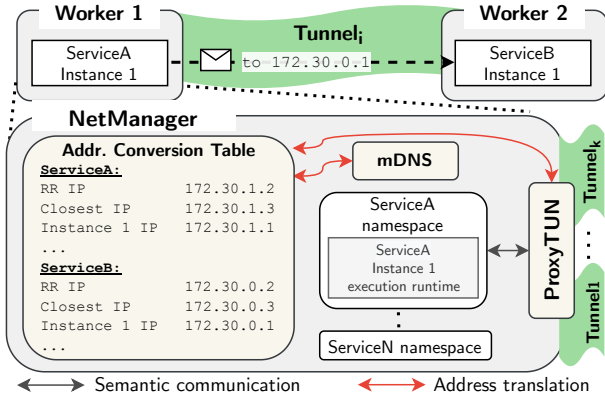 Worker 1
Worker 2
Tunnel_i
ServiceA
Instance 1
to 172.30.0.1
ServiceB
Instance 1
NetManager
Addr. Conversion Table
ServiceA:
RR IP 172.30.1.2
Closest IP 172.30.1.3
Instance 1 IP 172.30.1.1
...
ServiceB:
RR IP 172.30.0.2
Closest IP 172.30.0.3
Instance 1 IP 172.30.0.1
...
mDNS
ServiceA
namespace
ServiceA
Instance 1
execution runtime
ServiceN namespace
ProxyTUN
Tunnel_k
Tunnel1
Semantic communication
Address translation